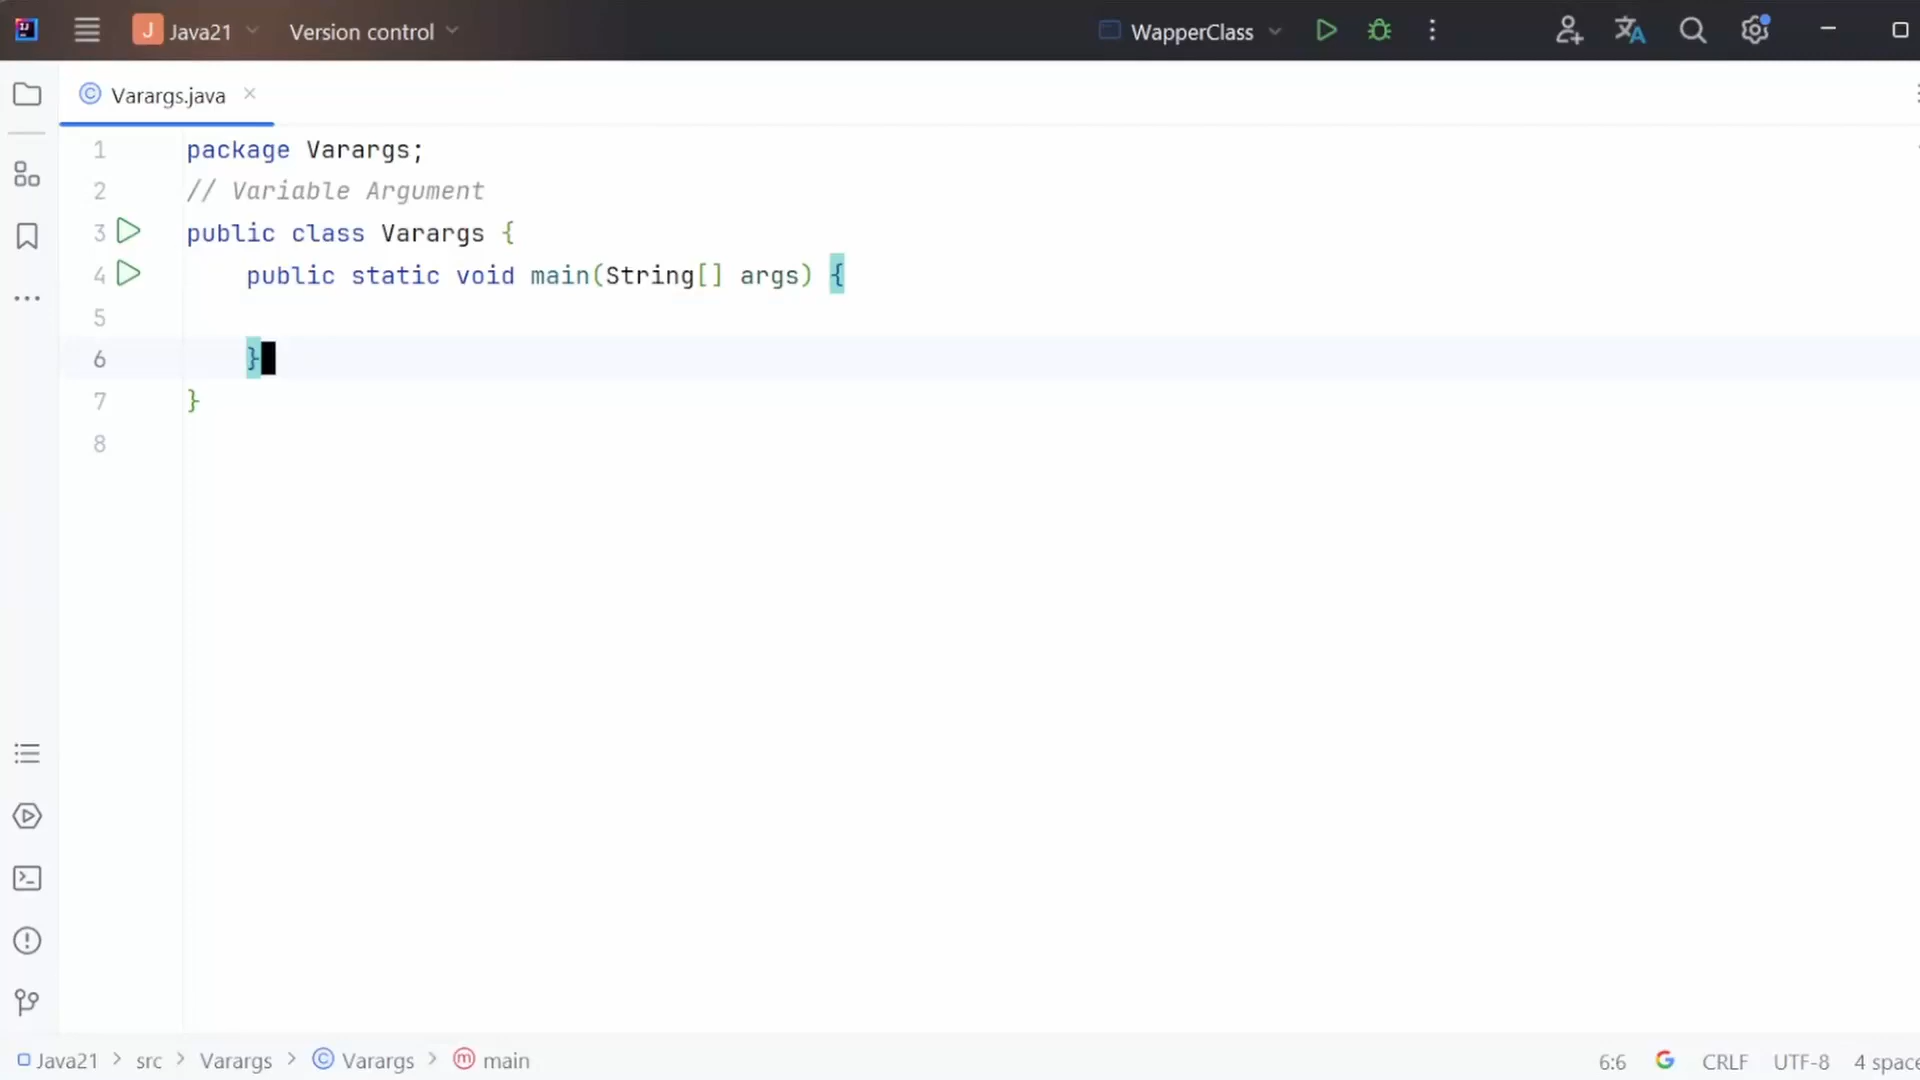 J Java21 Version control WapperClass
Varargs.java
1 package Varargs;
2 // Variable Argument
3 public class Varargs {
4 public static void main(String[] args) {
5
6 }
7 }
8
Java21 > src > Varargs > Varargs > main 6:6 CRLF UTF-8 4 space